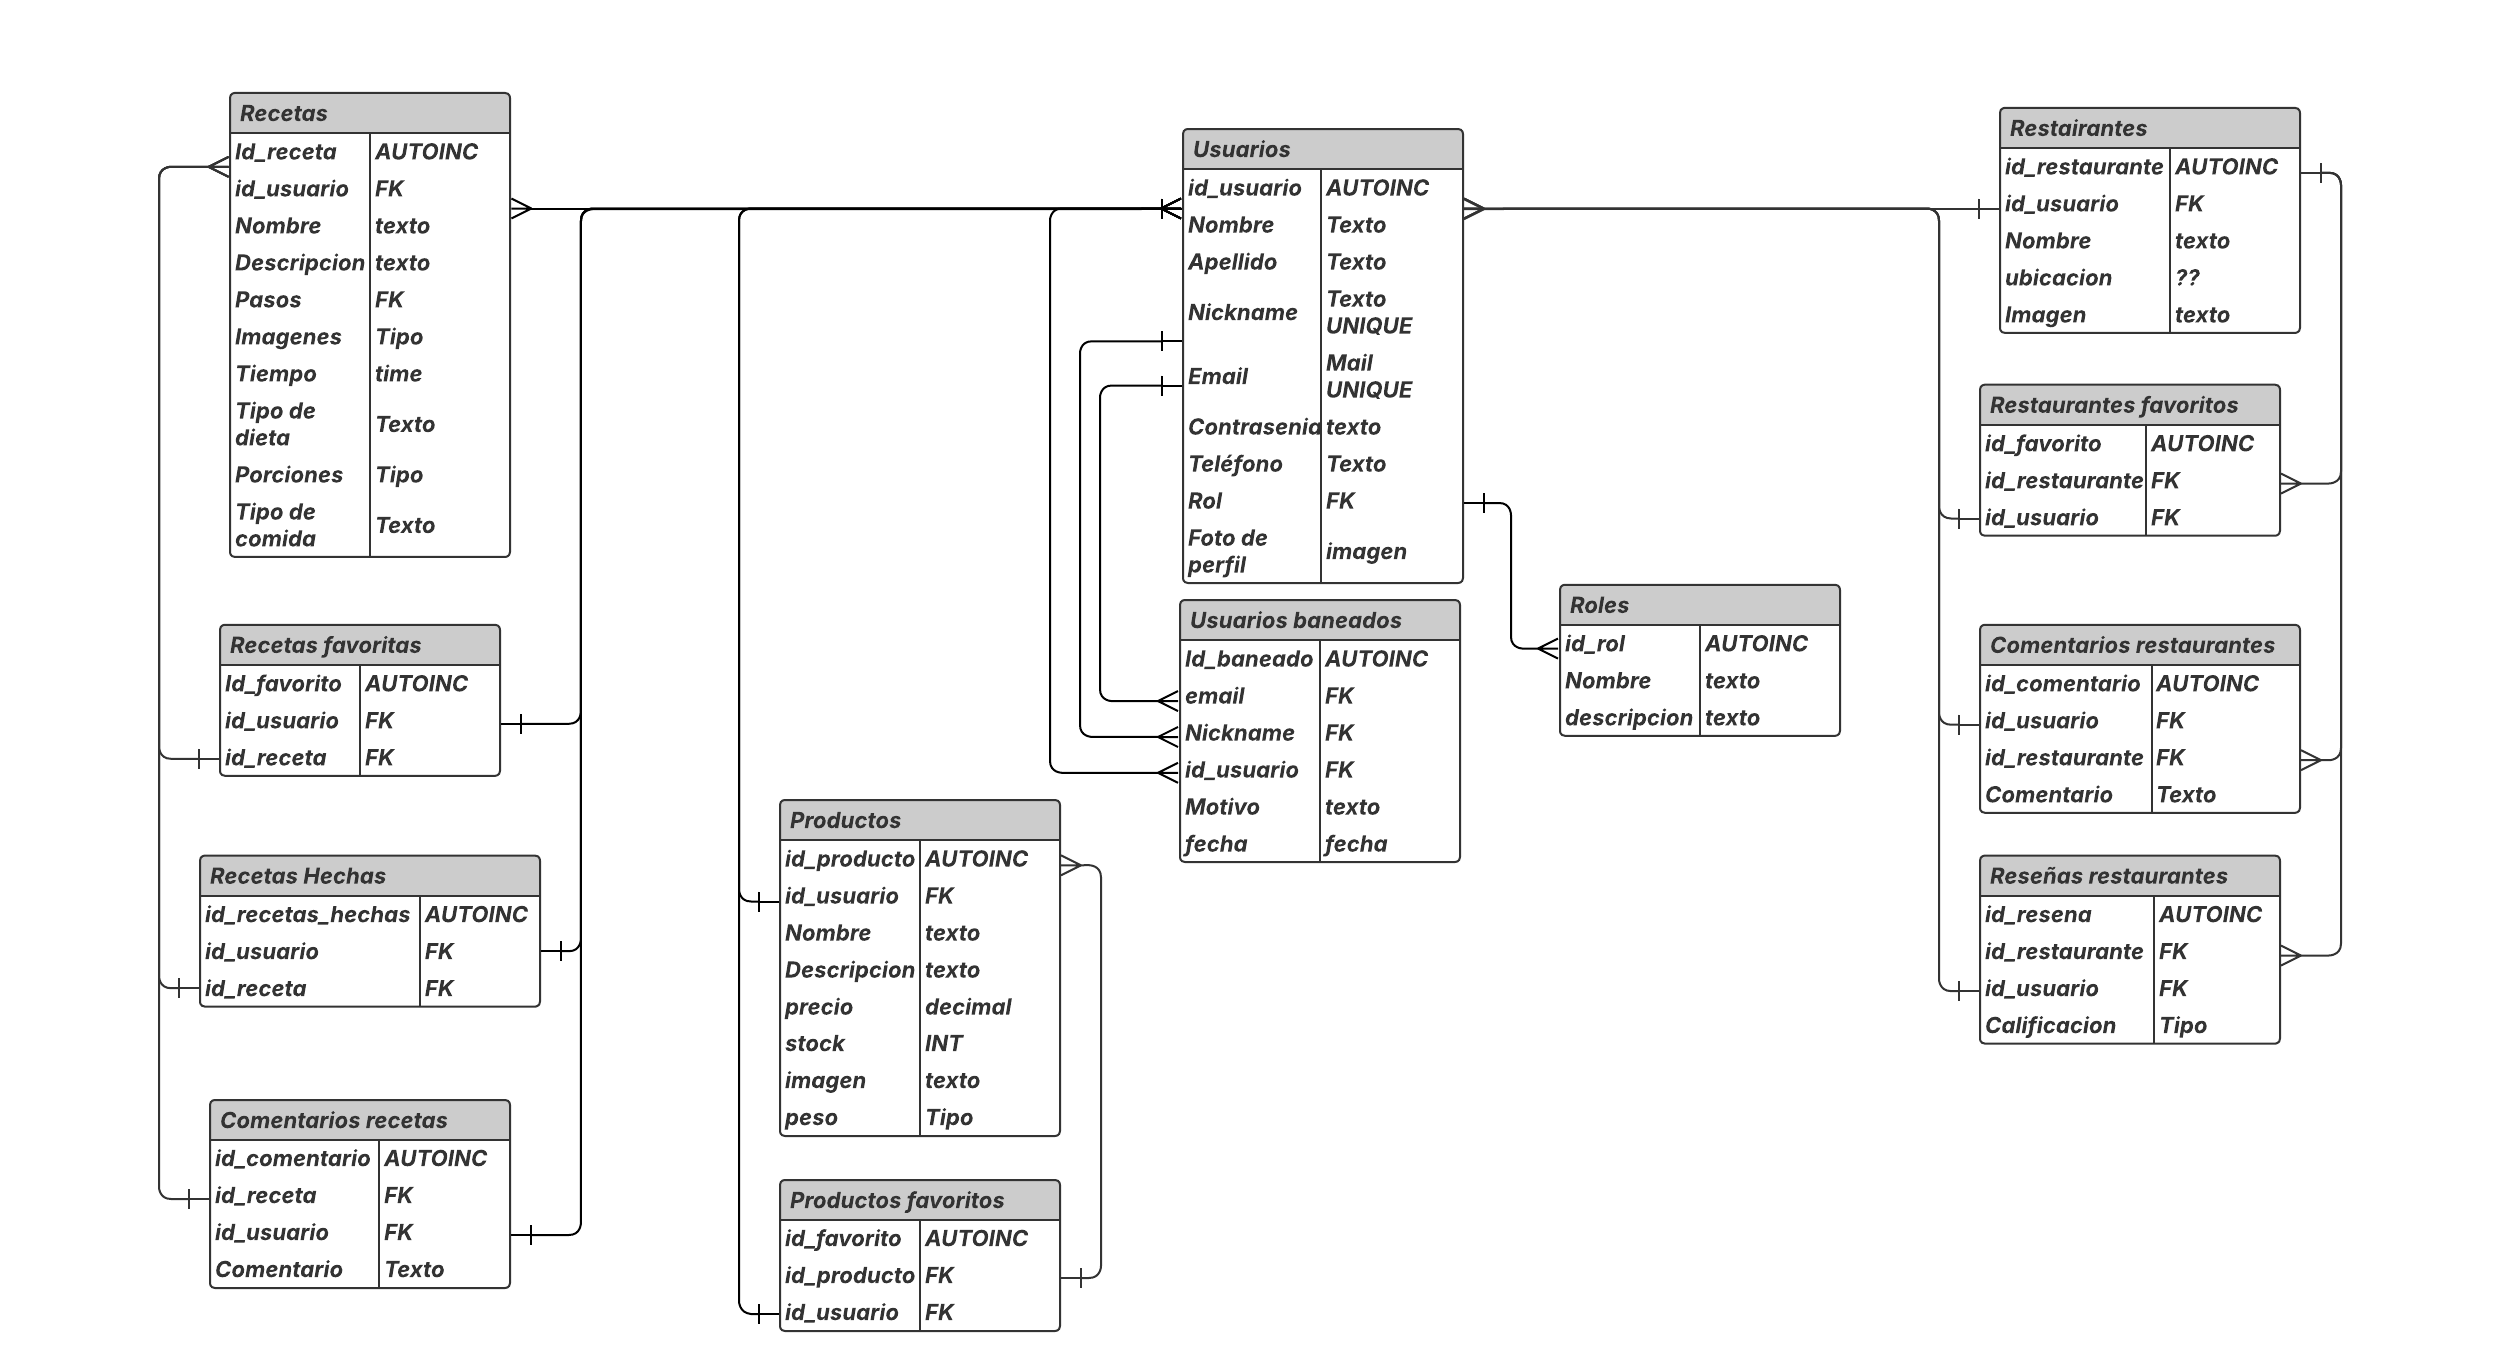 Recetas
Id_receta AUTOINC
id_usuario FK
Nombre texto
Descripcion texto
Pasos FK
Imagenes Tipo
Tiempo time
Tipo de
dieta
Texto
Porciones Tipo
Tipo de
comida
Texto
Recetas favoritas
Id_favorito AUTOINC
id_usuario FK
id_receta FK
Recetas Hechas
id_recetas_hechas AUTOINC
id_usuario FK
id_receta FK
Comentarios recetas
id_comentario AUTOINC
id_receta FK
id_usuario FK
Comentario Texto
Productos
id_producto AUTOINC
id_usuario FK
Nombre texto
Descripcion texto
precio decimal
stock INT
imagen texto
peso Tipo
Productos favoritos
id_favorito AUTOINC
id_producto FK
id_usuario FK
Usuarios
id_usuario AUTOINC
Nombre Texto
Apellido Texto
Nickname
Texto
UNIQUE
Email
Mail
UNIQUE
Contrasenia texto
Teléfono Texto
Rol FK
Foto de
perfil
imagen
Usuarios baneados
Id_baneado AUTOINC
email FK
Nickname FK
id_usuario FK
Motivo texto
fecha fecha
Roles
id_rol AUTOINC
Nombre texto
descripcion texto
Restairantes
id_restaurante AUTOINC
id_usuario FK
Nombre texto
ubicacion ??
Imagen texto
Restaurantes favoritos
id_favorito AUTOINC
id_restaurante FK
id_usuario FK
Comentarios restaurantes
id_comentario AUTOINC
id_usuario FK
id_restaurante FK
Comentario Texto
Reseñas restaurantes
id_resena AUTOINC
id_restaurante FK
id_usuario FK
Calificacion Tipo